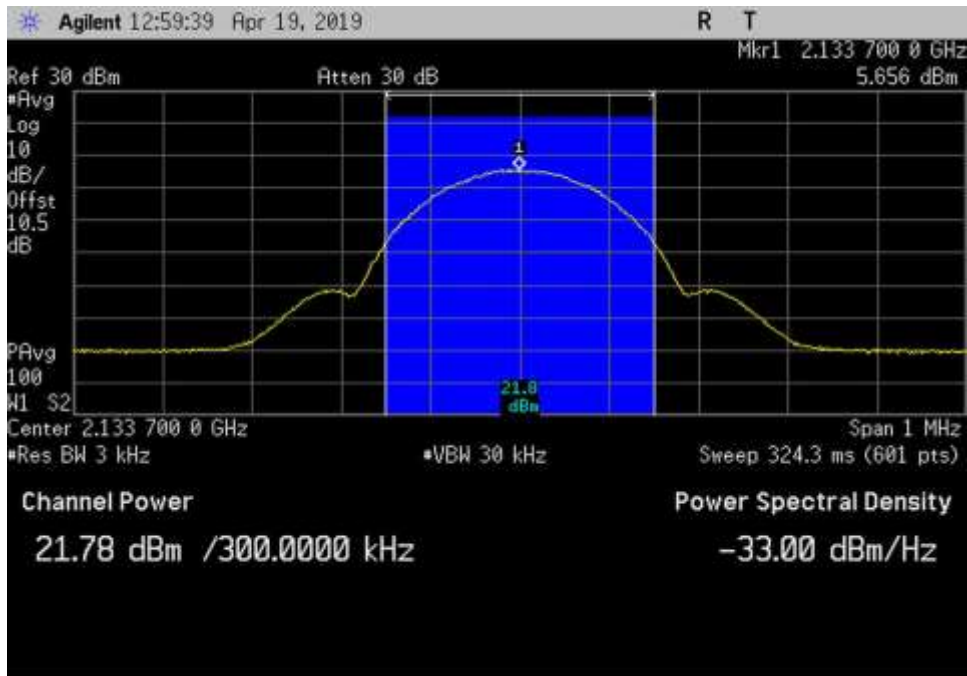 Agilent 12:59:39 Apr 19, 2019 R T
Mkr1 2.133 700 0 GHz
Ref 30 dBm Atten 30 dB 5.656 dBm
#Avg
Log
10
dB/
Offst
10.5
dB
1
PAvg
100
W1 S2
21.8
dBm
Center 2.133 700 0 GHz Span 1 MHz
#Res BW 3 kHz #VBW 30 kHz Sweep 324.3 ms (601 pts)
Channel Power Power Spectral Density
21.78 dBm /300.0000 kHz -33.00 dBm/Hz